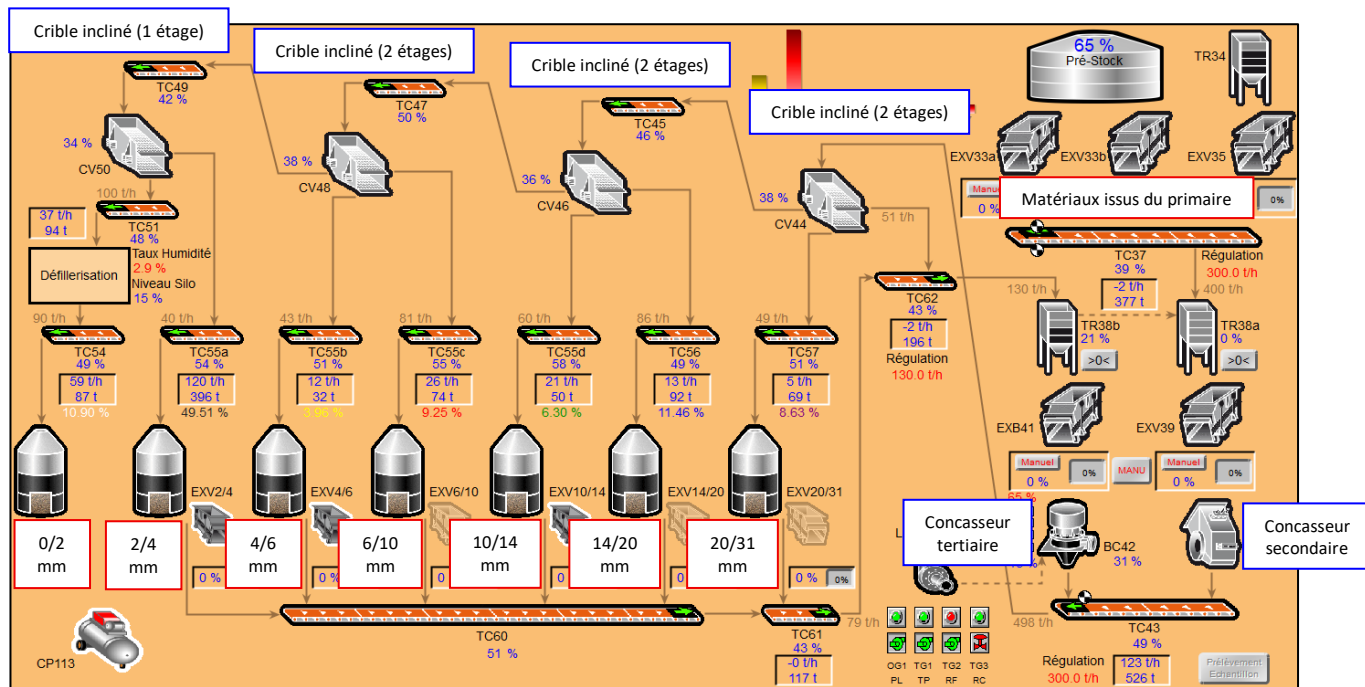 Crible incliné (1 étage)
Crible incliné (2 étages)
Crible incliné (2 étages)
Crible incliné (2 étages)
65 %
Pré-Stock
TR34
TC49
42 %
TC47
50 %
TC45
46 %
EXV33a
EXV33b
EXV35
34 %
CV50
38 %
CV48
36 %
CV46
38 %
CV44
Manuel
0 %
Matériaux issus du primaire
0%
100 t/h
37 t/h
94 t
TC51
48 %
Taux Humidité
2.9 %
Niveau Silo
15 %
Défillerisation
51 t/h
TC62
43 %
-2 t/h
196 t
Régulation
130.0 t/h
TC37
39 %
-2 t/h
377 t
Régulation
300.0 t/h
130 t/h
400 t/h
TR38b
21 %
>0<
TR38a
0 %
>0<
90 t/h
40 t/h
43 t/h
81 t/h
60 t/h
86 t/h
49 t/h
TC54
49 %
59 t/h
87 t
10.90 %
TC55a
54 %
120 t/h
396 t
49.51 %
TC55b
51 %
12 t/h
32 t
3.96 %
TC55c
55 %
26 t/h
74 t
9.25 %
TC55d
58 %
21 t/h
50 t
6.30 %
TC56
49 %
13 t/h
92 t
11.46 %
TC57
51 %
5 t/h
69 t
8.63 %
EXB41
EXV39
Manuel
0 %
0%
MANU
Manuel
0 %
0%
65 %
EXV2/4
EXV4/6
EXV6/10
EXV10/14
EXV14/20
EXV20/31
0/2
mm
2/4
mm
4/6
mm
6/10
mm
10/14
mm
14/20
mm
20/31
mm
0 %
0 %
0 %
0 %
0%
Concasseur
tertiaire
BC42
31 %
Concasseur
secondaire
CP113
TC60
51 %
TC61
43 %
-0 t/h
117 t
79 t/h
OG1
TG1
TG2
TG3
PL
TP
RF
RC
498 t/h
TC43
49 %
Régulation
300.0 t/h
123 t/h
526 t
Prélèvement
Echantillon